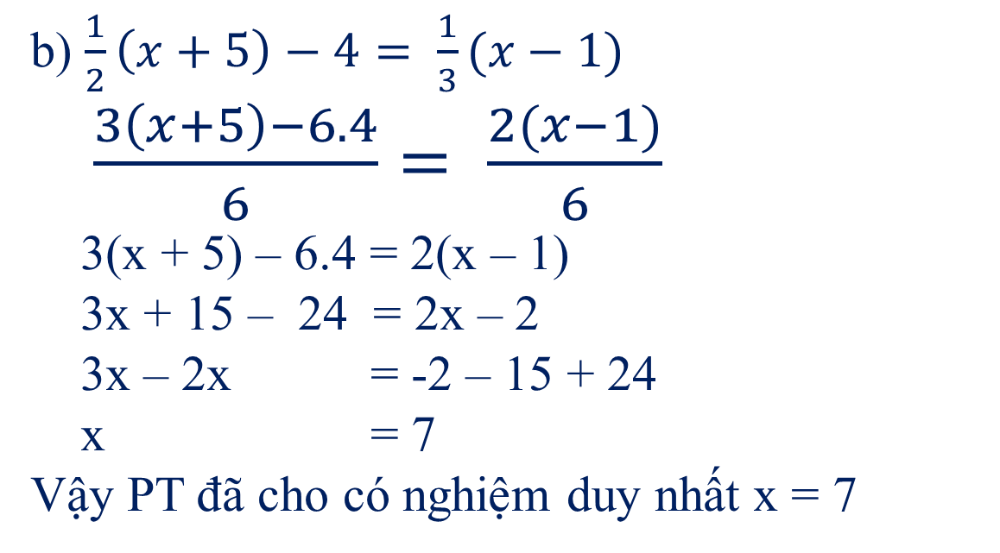 b) \frac{1}{2}(x + 5) − 4 = \frac{1}{3}(x − 1)
\frac{3(x+5)−6.4}{6} = \frac{2(x−1)}{6}
3(x + 5) – 6.4 = 2(x – 1)
3x + 15 – 24 = 2x – 2
3x – 2x = -2 – 15 + 24
x = 7
Vậy PT đã cho có nghiệm duy nhất x = 7